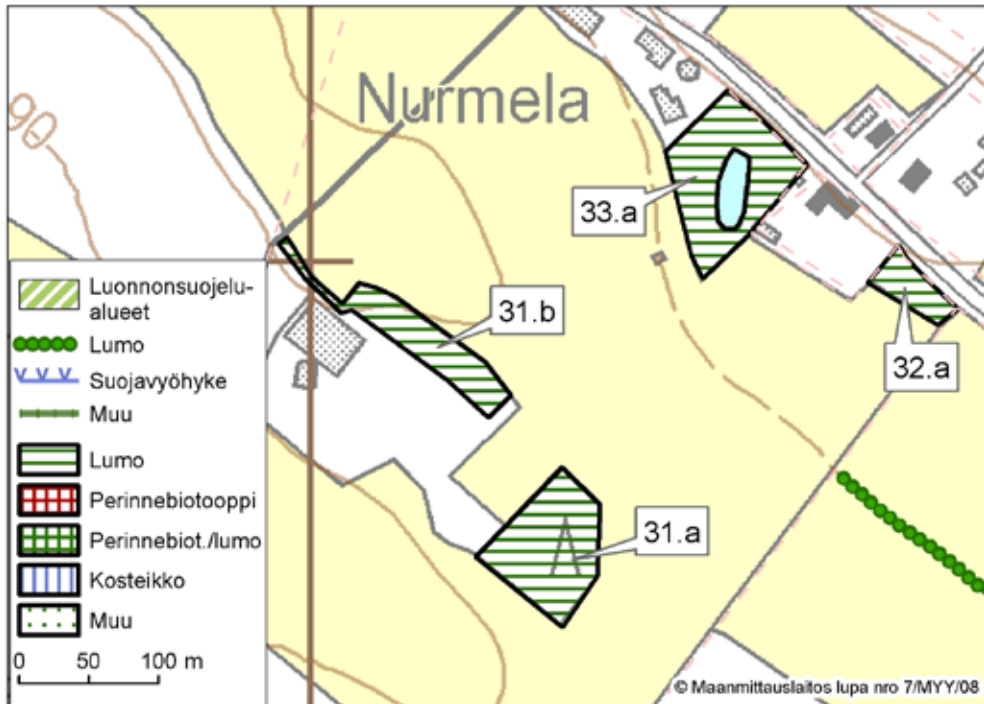 Nurmela
90
33.a
31.b
32.a
31.a
Luonnonsuojelu-
alueet
Lumo
Suojavyöhyke
Muu
Lumo
Perinnebiotooppi
Perinnebiot./lumo
Kosteikko
Muu
0 50 100 m
© Maanmittauslaitos lupa nro 7/MYY/08